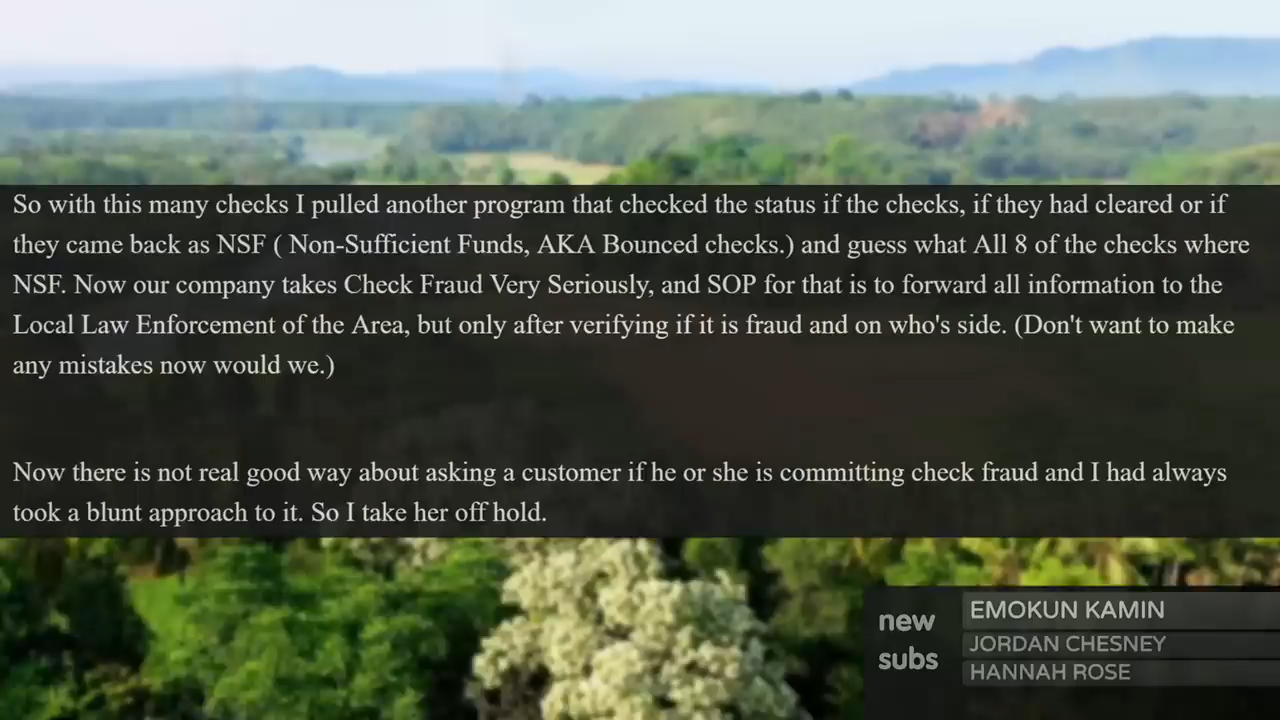 So with this many checks I pulled another program that checked the status if the checks, if they had cleared or if
they came back as NSF ( Non-Sufficient Funds, AKA Bounced checks.) and guess what All 8 of the checks where
NSF. Now our company takes Check Fraud Very Seriously, and SOP for that is to forward all information to the
Local Law Enforcement of the Area, but only after verifying if it is fraud and on who's side. (Don't want to make
any mistakes now would we.)
Now there is not real good way about asking a customer if he or she is committing check fraud and I had always
took a blunt approach to it. So I take her off hold.
new
subs
EMOKUN KAMIN
JORDAN CHESNEY
HANNAH ROSE